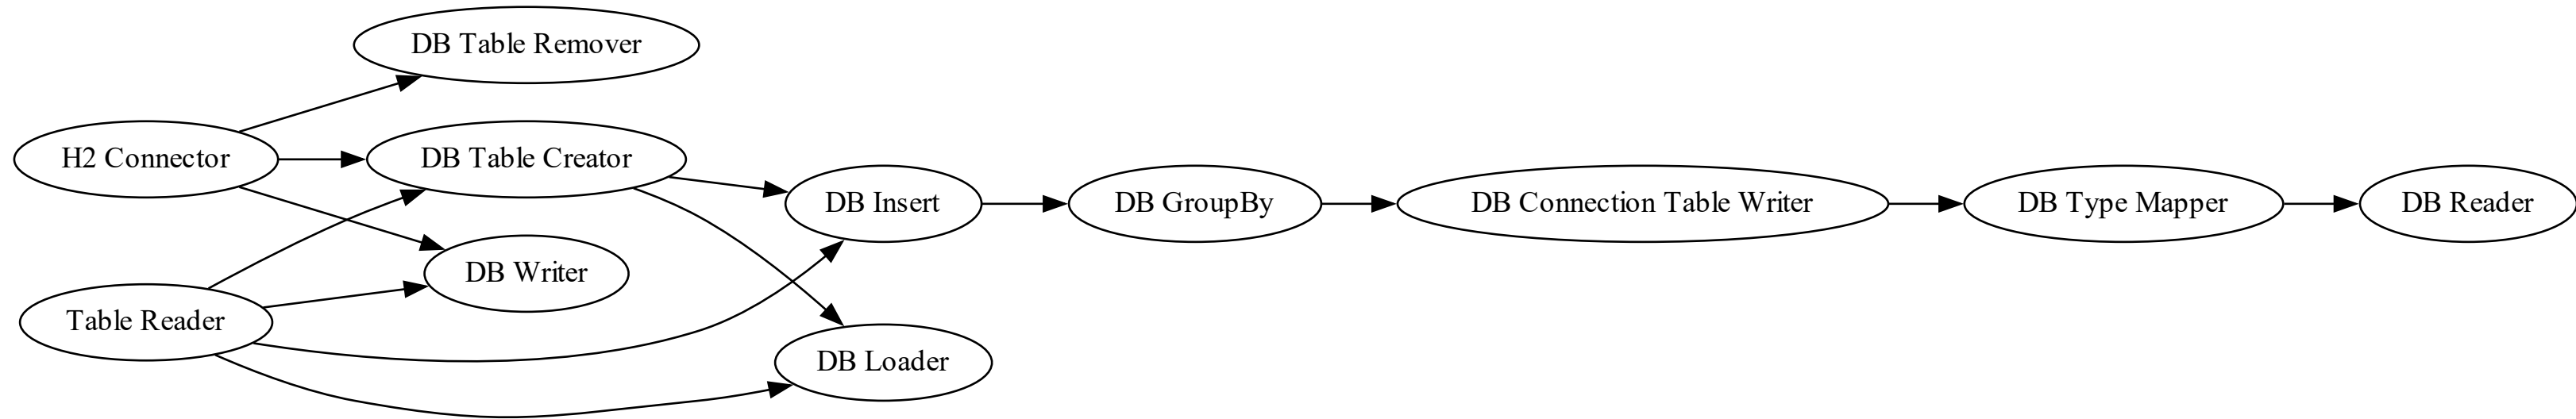 DB Table Remover
H2 Connector
DB Table Creator
DB Insert
DB GroupBy
DB Connection Table Writer
DB Type Mapper
DB Reader
DB Writer
Table Reader
DB Loader